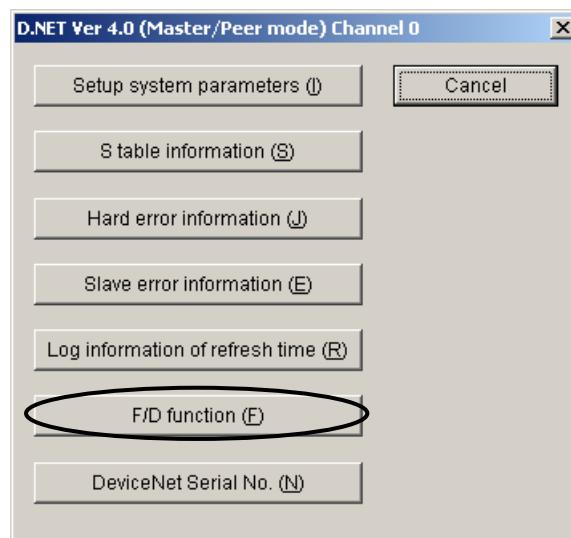 D.NET Ver 4.0 (Master/Peer mode) Channel 0
Setup system parameters (I)
Cancel
S table information (S)
Hard error information (J)
Slave error information (E)
Log information of refresh time (R)
F/D function (F)
DeviceNet Serial No. (N)